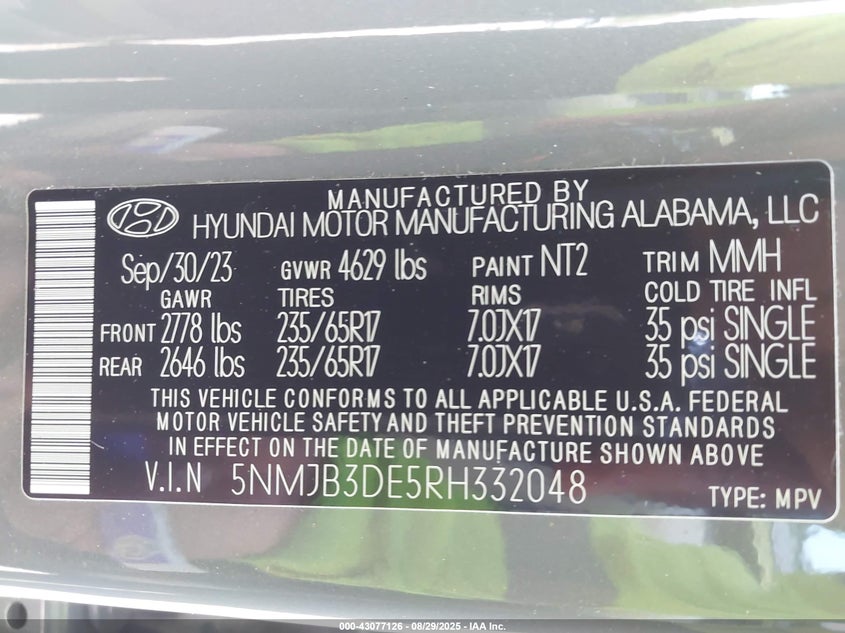 MANUFACTURED BY
HYUNDAI MOTOR MANUFACTURING ALABAMA, LLC
Sep/30/23 GVWR 4629 lbs PAINT NT2 TRIM MMH
GAWR TIRES RIMS COLD TIRE INFL
FRONT 2778 lbs 235/65R17 7.0JX17 35 psi SINGLE
REAR 2646 lbs 235/65R17 7.0JX17 35 psi SINGLE
THIS VEHICLE CONFORMS TO ALL APPLICABLE U.S.A. FEDERAL
MOTOR VEHICLE SAFETY AND THEFT PREVENTION STANDARDS
IN EFFECT ON THE DATE OF MANUFACTURE SHOWN ABOVE
V.I.N 5NMJB3DE5RH332048 TYPE: MPV
000-43077126 - 08/29/2025 - IAA Inc.